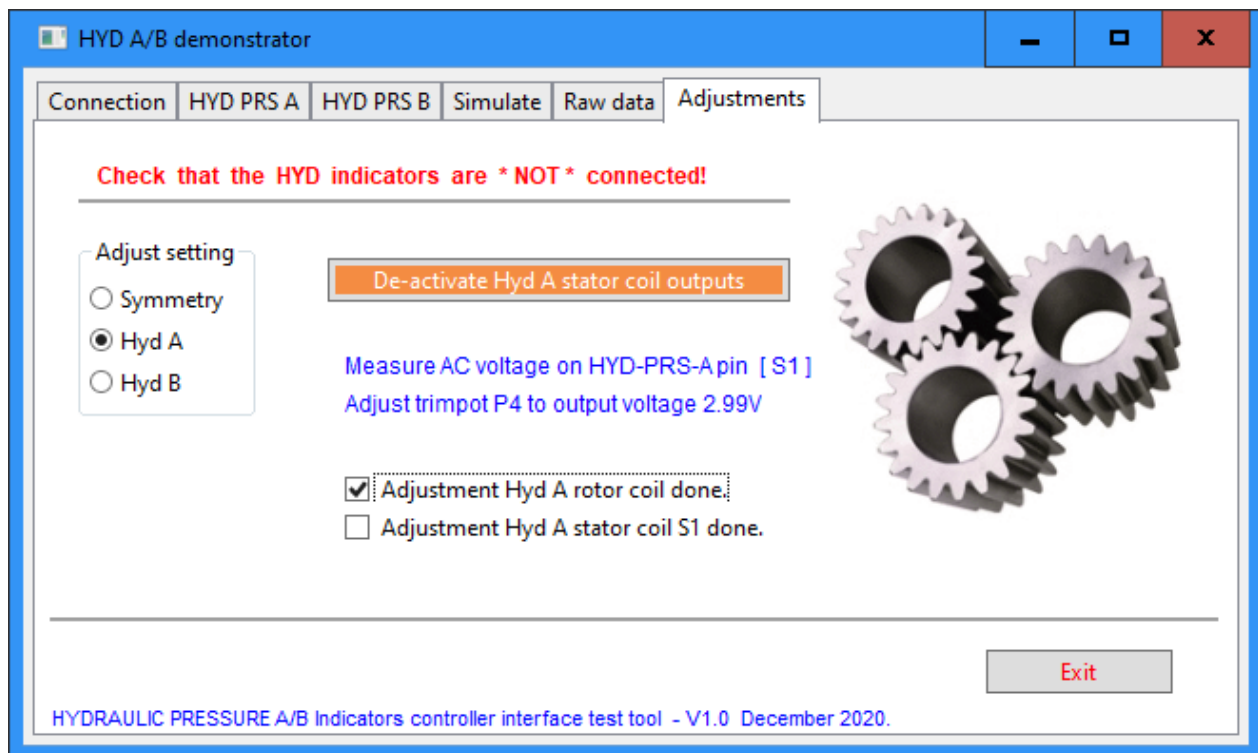 HYD A/B demonstrator
Connection HYD PRS A HYD PRS B Simulate Raw data Adjustments
Check that the HYD indicators are * NOT * connected!
Adjust setting
Symmetry
Hyd A
Hyd B
De-activate Hyd A stator coil outputs
Measure AC voltage on HYD-PRS-A pin [ S1 ]
Adjust trimpot P4 to output voltage 2.99V
Adjustment Hyd A rotor coil done.
Adjustment Hyd A stator coil S1 done.
Exit
HYDRAULIC PRESSURE A/B Indicators controller interface test tool - V1.0 December 2020.